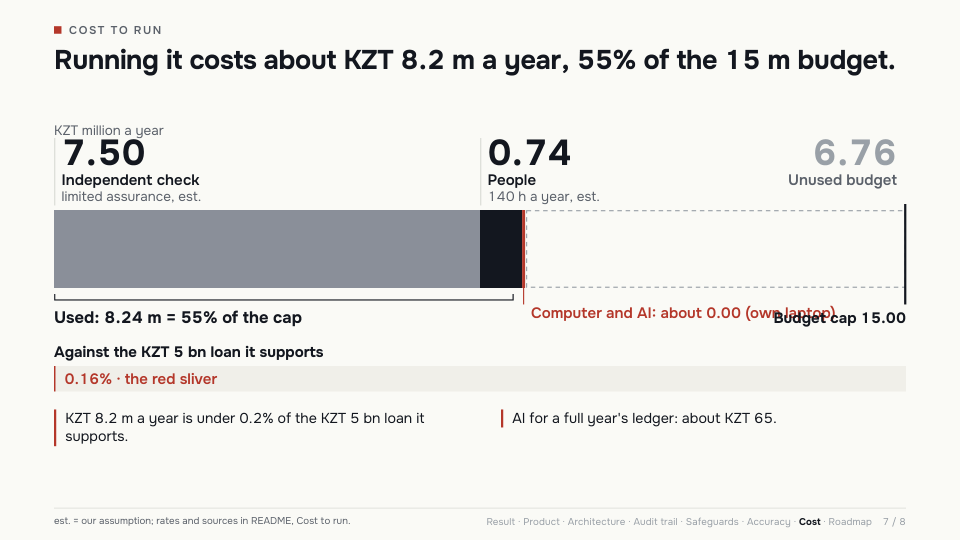 COST TO RUN
Running it costs about KZT 8.2 m a year, 55% of the 15 m budget.
KZT million a year
7.50
Independent check
limited assurance, est.
0.74
People
140 h a year, est.
6.76
Unused budget
Computer and AI: about 0.00 (own laptop)
Used: 8.24 m = 55% of the cap
Budget cap 15.00
Against the KZT 5 bn loan it supports
0.16% · the red sliver
KZT 8.2 m a year is under 0.2% of the KZT 5 bn loan it
supports.
AI for a full year's ledger: about KZT 65.
est. = our assumption; rates and sources in README, Cost to run.
Result · Product · Architecture · Audit trail · Safeguards · Accuracy · Cost · Roadmap 7 / 8